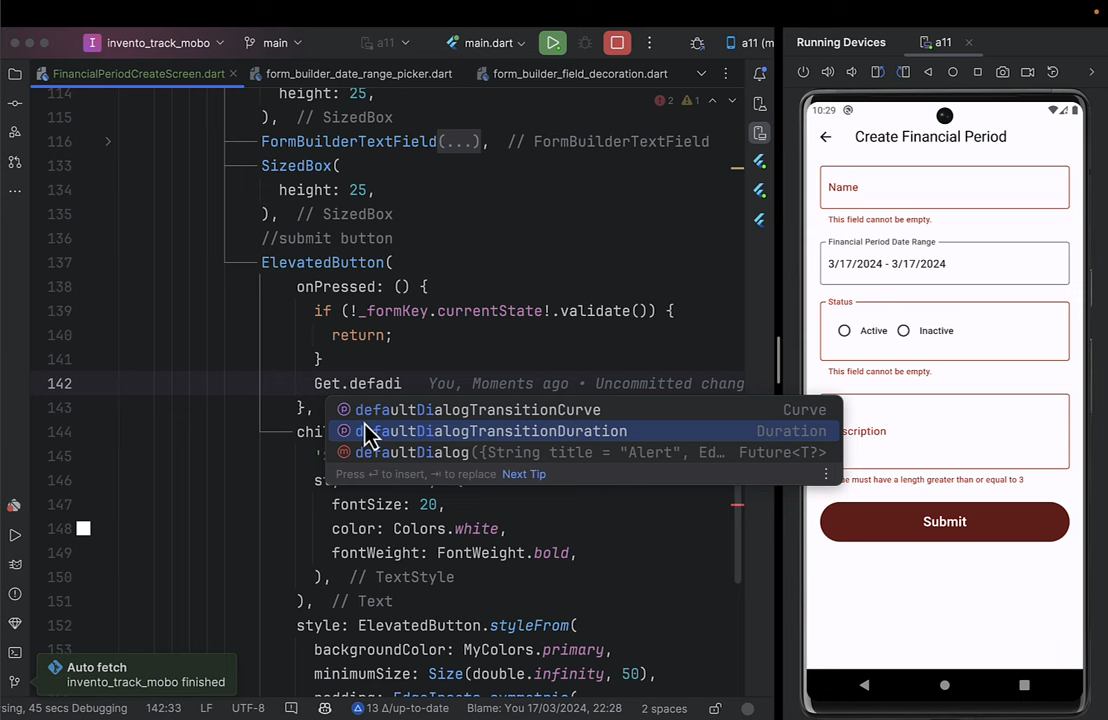 invento_track_mobo
main
a11
main.dart
a11 (m
Running Devices
a11
FinancialPeriodCreateScreen.dart
form_builder_date_range_picker.dart
form_builder_field_decoration.dart
2
1
114
height: 25,
115
), // SizedBox
116
FormBuilderTextField(...), // FormBuilderTextField
133
SizedBox(
134
height: 25,
135
), // SizedBox
136
//submit button
137
ElevatedButton(
138
onPressed: () {
139
if (!_formKey.currentState!.validate()) {
140
return;
141
}
142
Get.defadi You, Moments ago • Uncommitted chang
143
},
defaultDialogTransitionCurve Curve
144
chi
defaultDialogTransitionDuration Duration
defaultDialog({String title = "Alert", Ed… Future<T?>
Press ⏎ to insert, ⇥ to replace Next Tip
147
fontSize: 20,
148
color: Colors.white,
149
fontWeight: FontWeight.bold,
150
), // TextStyle
151
), // Text
152
style: ElevatedButton.styleFrom(
153
backgroundColor: MyColors.primary,
minimumSize: Size(double.infinity, 50),
padding: EdgeInsets.symmetric(
Auto fetch
invento_track_mobo finished
sing, 45 secs Debugging
142:33
LF
UTF-8
13 Δ/up-to-date
Blame: You 17/03/2024, 22:28
2 spaces
10:29
Create Financial Period
Name
This field cannot be empty.
Financial Period Date Range
3/17/2024 - 3/17/2024
Status
Active
Inactive
This field cannot be empty.
scription
ue must have a length greater than or equal to 3
Submit